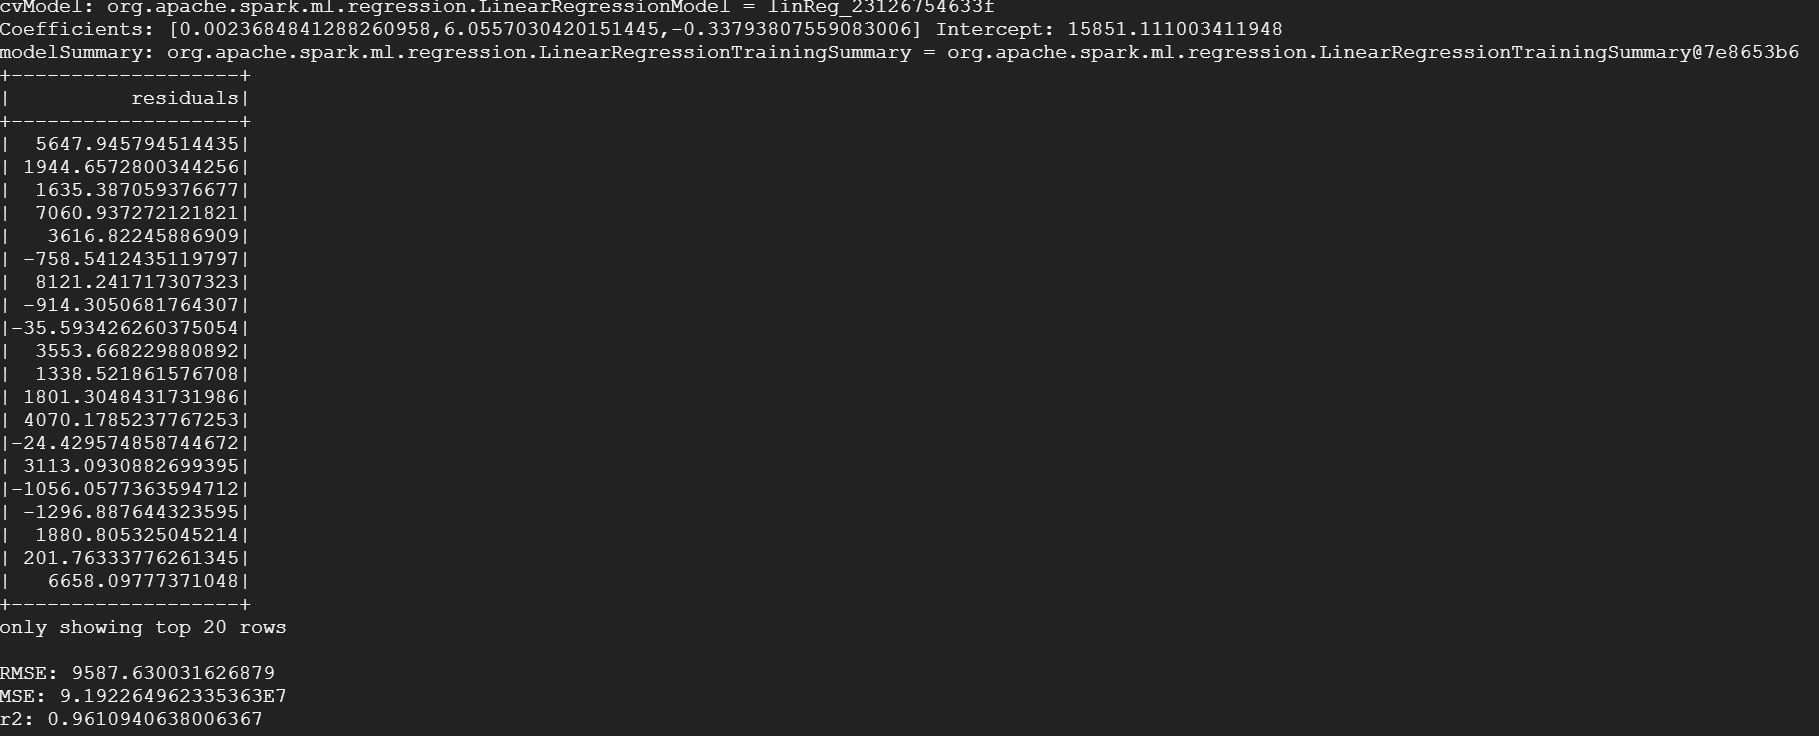 cvModel: org.apache.spark.ml.regression.LinearRegressionModel = linReg_23126754633f
Coefficients: [0.0023684841288260958,6.0557030420151445,-0.33793807559083006] Intercept: 15851.111003411948
modelSummary: org.apache.spark.ml.regression.LinearRegressionTrainingSummary = org.apache.spark.ml.regression.LinearRegressionTrainingSummary@7e8653b6
+-------------------+
|          residuals|
+-------------------+
|  5647.945794514435|
| 1944.6572800344256|
|  1635.387059376677|
|  7060.937272121821|
|   3616.82245886909|
| -758.5412435119797|
|  8121.241717307323|
| -914.3050681764307|
|-35.593426260375054|
|  3553.668229880892|
|  1338.521861576708|
| 1801.3048431731986|
| 4070.1785237767253|
|-24.429574858744672|
| 3113.0930882699395|
|-1056.0577363594712|
| -1296.887644323595|
|  1880.805325045214|
| 201.76333776261345|
|   6658.09777371048|
+-------------------+
only showing top 20 rows

RMSE: 9587.630031626879
MSE: 9.192264962335363E7
r2: 0.9610940638006367